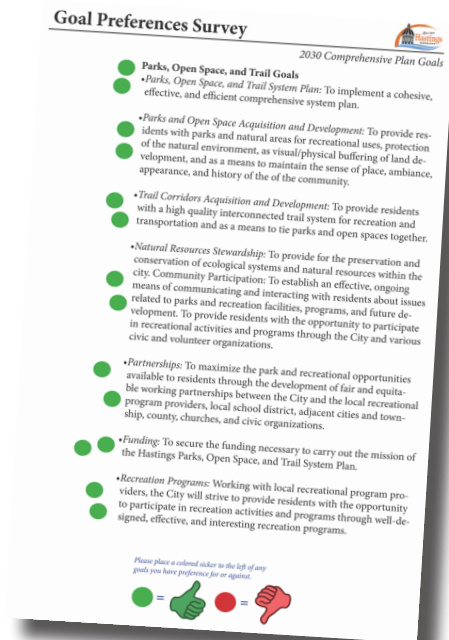 Goal Preferences Survey
Hastings
2030 Comprehensive Plan Goals
Parks, Open Space, and Trail Goals
•Parks, Open Space, and Trail System Plan: To implement a cohesive,
effective, and efficient comprehensive system plan.
•Parks and Open Space Acquisition and Development: To provide res-
idents with parks and natural areas for recreational uses, protection
of the natural environment, as visual/physical buffering of land de-
velopment, and as a means to maintain the sense of place, ambiance,
appearance, and history of the of the community.
•Trail Corridors Acquisition and Development: To provide residents
with a high quality interconnected trail system for recreation and
transportation and as a means to tie parks and open spaces together.
•Natural Resources Stewardship: To provide for the preservation and
conservation of ecological systems and natural resources within the
city. Community Participation: To establish an effective, ongoing
means of communicating and interacting with residents about issues
related to parks and recreation facilities, programs, and future de-
velopment. To provide residents with the opportunity to participate
in recreational activities and programs through the City and various
civic and volunteer organizations.
•Partnerships: To maximize the park and recreational opportunities
available to residents through the development of fair and equita-
ble working partnerships between the City and the local recreational
program providers, local school district, adjacent cities and town-
ship, county, churches, and civic organizations.
•Funding: To secure the funding necessary to carry out the mission of
the Hastings Parks, Open Space, and Trail System Plan.
•Recreation Programs: Working with local recreational program pro-
viders, the City will strive to provide residents with the opportunity
to participate in recreation activities and programs through well-de-
signed, effective, and interesting recreation programs.
Please place a colored sicker to the left of any
goals you have preference for or against.
= =